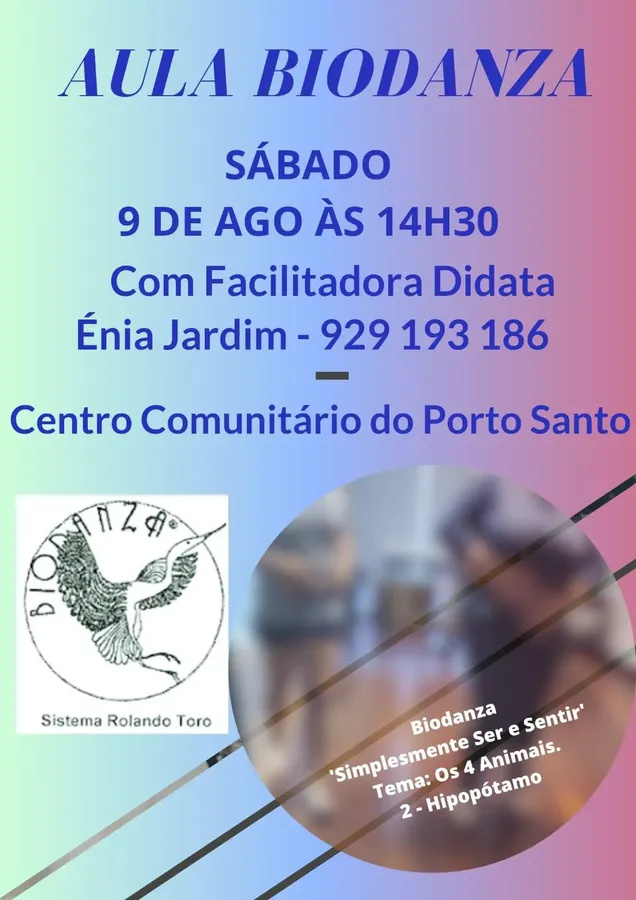 AULA BIODANZA
SÁBADO
9 DE AGO ÀS 14H30
Com Facilitadora Didata
Énia Jardim - 929 193 186
Centro Comunitário do Porto Santo
BIODANZA®
Sistema Rolando Toro
Biodanza
'Simplesmente Ser e Sentir'
Tema: Os 4 Animais.
2 - Hipopótamo